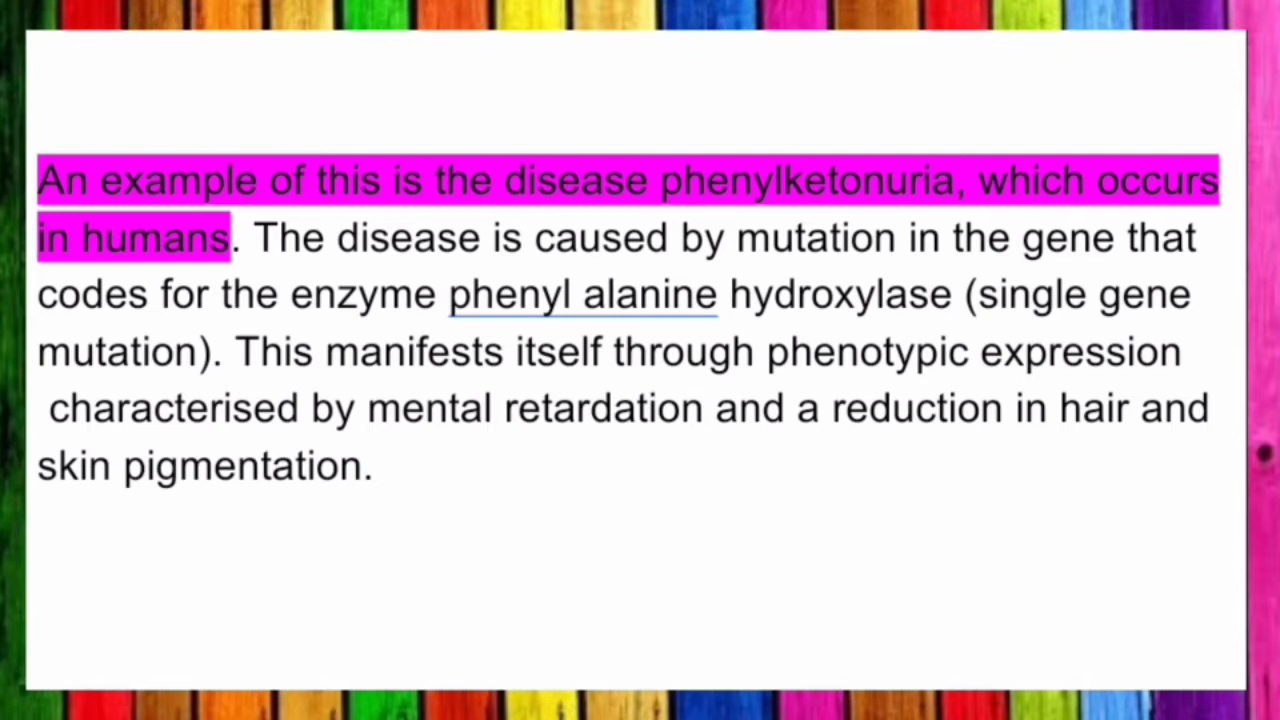 An example of this is the disease phenylketonuria, which occurs
in humans. The disease is caused by mutation in the gene that
codes for the enzyme phenyl alanine hydroxylase (single gene
mutation). This manifests itself through phenotypic expression
characterised by mental retardation and a reduction in hair and
skin pigmentation.